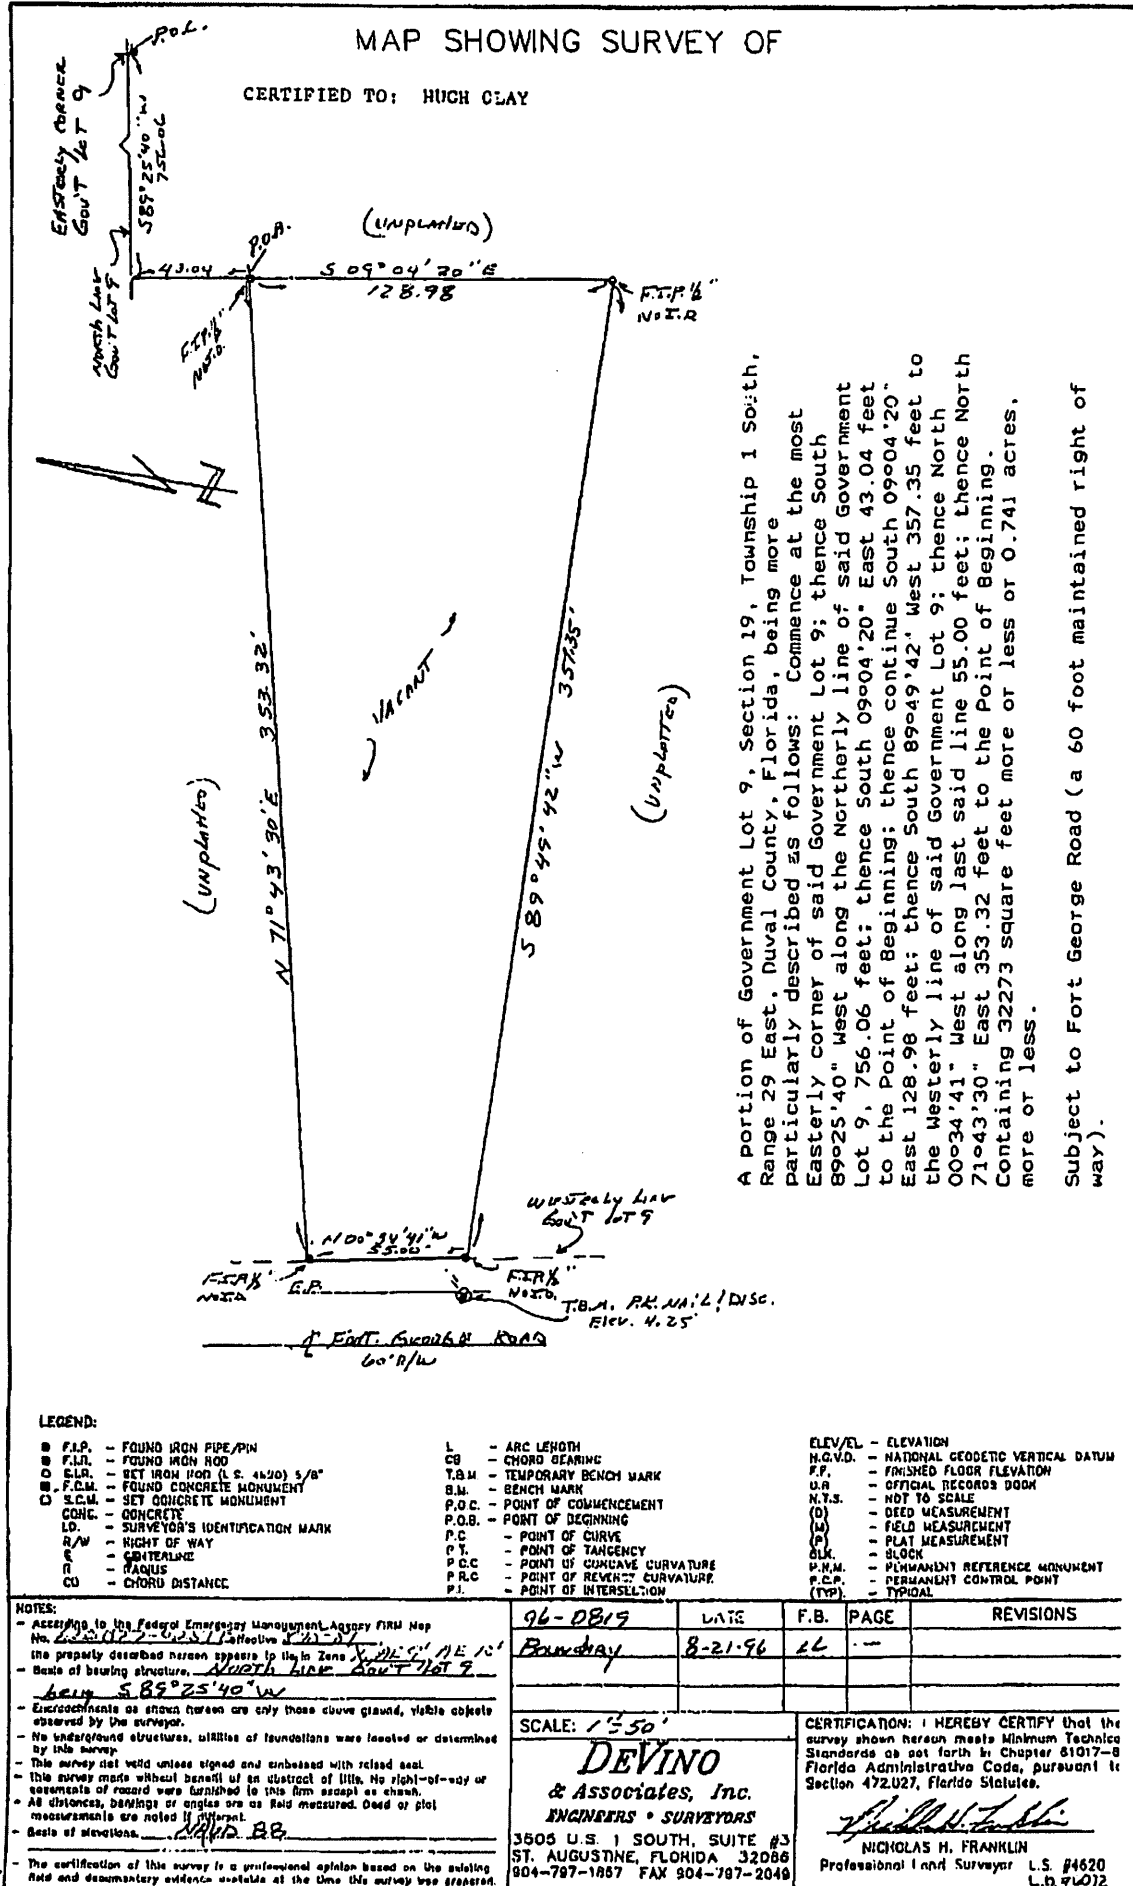 MAP SHOWING SURVEY OF
CERTIFIED TO: HUGH CLAY
P.O.L.
EASTERLY CORNER
GOV'T LOT 9
S89°25'40"W
756.06
NORTH LINE
GOV'T LOT 9
43.04
P.O.B.
(UNPLATTED)
S 09°04'20"E
128.98
F.I.P. 1/2"
NO I.D.
F.I.P. 1/2"
NO I.D.
N 71°43'30"E 353.32'
(UNPLATTED)
VACANT
S 89°49'42"W 357.35'
(UNPLATTED)
A portion of Government Lot 9, Section 19, Township 1 South,
Range 29 East, Duval County, Florida, being more
particularly described as follows: Commence at the most
Easterly corner of said Government Lot 9; thence South
89°25'40" West along the Northerly line of said Government
Lot 9, 756.06 feet; thence South 09°04'20" East 43.04 feet
to the Point of Beginning; thence continue South 09°04'20"
East 128.98 feet; thence South 89°49'42" West 357.35 feet to
the Westerly line of said Government Lot 9; thence North
00°34'41" West along last said line 55.00 feet; thence North
71°43'30" East 353.32 feet to the Point of Beginning.
Containing 32273 square feet more or less or 0.741 acres,
more or less.
Subject to Fort George Road (a 60 foot maintained right of
way).
WESTERLY LINE
GOV'T LOT 9
N 00°34'41"W
55.00'
F.I.P. 1/2"
NO I.D.
E.P.
F.I.P. 1/2"
NO I.D.
T.B.M. P.K. NAIL / DISC.
ELEV. 4.25
FORT GEORGE ROAD
60' R/W
LEGEND:
F.I.P. - FOUND IRON PIPE/PIN
F.I.R. - FOUND IRON ROD
S.I.R. - SET IRON ROD (L.S. 4620) 5/8"
F.C.M. - FOUND CONCRETE MONUMENT
S.C.M. - SET CONCRETE MONUMENT
CONC. - CONCRETE
I.D. - SURVEYOR'S IDENTIFICATION MARK
R/W - RIGHT OF WAY
℄ - CENTERLINE
R - RADIUS
CD - CHORD DISTANCE
L - ARC LENGTH
CB - CHORD BEARING
T.B.M - TEMPORARY BENCH MARK
B.M. - BENCH MARK
P.O.C. - POINT OF COMMENCEMENT
P.O.B. - POINT OF BEGINNING
P.C - POINT OF CURVE
P.T. - POINT OF TANGENCY
P.C.C - POINT OF CONCAVE CURVATURE
P.R.C - POINT OF REVERSE CURVATURE
P.I. - POINT OF INTERSECTION
ELEV/EL - ELEVATION
N.G.V.D. - NATIONAL GEODETIC VERTICAL DATUM
F.F. - FINISHED FLOOR ELEVATION
O.R - OFFICIAL RECORDS BOOK
N.T.S. - NOT TO SCALE
(D) - DEED MEASUREMENT
(M) - FIELD MEASUREMENT
(P) - PLAT MEASUREMENT
BLK. - BLOCK
P.R.M. - PERMANANT REFERENCE MONUMENT
P.C.P. - PERMANENT CONTROL POINT
(TYP). - TYPICAL
NOTES:
- According to the Federal Emergency Management Agency FIRM Map
No. effective
the property described hereon appears to lie in Zone
- Basis of bearing structure, NORTH LINE GOV'T LOT 9
being S 89°25'40"W
- Encroachments as shown hereon are only those above ground, visible objects
observed by the surveyor.
- No underground structures, utilities of foundations were located or determined
by this survey
- This survey not valid unless signed and embossed with raised seal.
- This survey made without benefit of an abstract of title. No right-of-way or
easements of record were furnished to this firm except as shown.
- All distances, bearings or angles are as field measured. Deed or plat
measurements are noted if different.
- Basis of elevations. NAVD 88
- The certification of this survey is a professional opinion based on the existing
field and documentary evidence available at the time this survey was prepared.
96-0819 DATE F.B. PAGE REVISIONS
BOUNDARY 8-21-96 LL --
SCALE: 1"=50'
DEVINO
& Associates, Inc.
ENGINEERS • SURVEYORS
3505 U.S. 1 SOUTH, SUITE #3
ST. AUGUSTINE, FLORIDA 32086
904-797-1867 FAX 904-797-2049
CERTIFICATION: I HEREBY CERTIFY that the
survey shown hereon meets Minimum Technica
Standards as set forth in Chapter 61G17-6
Florida Administrative Code, pursuant to
Section 472.027, Florida Statutes.
Nicholas H. Franklin
NICHOLAS H. FRANKLIN
Professional Land Surveyor L.S. #4620